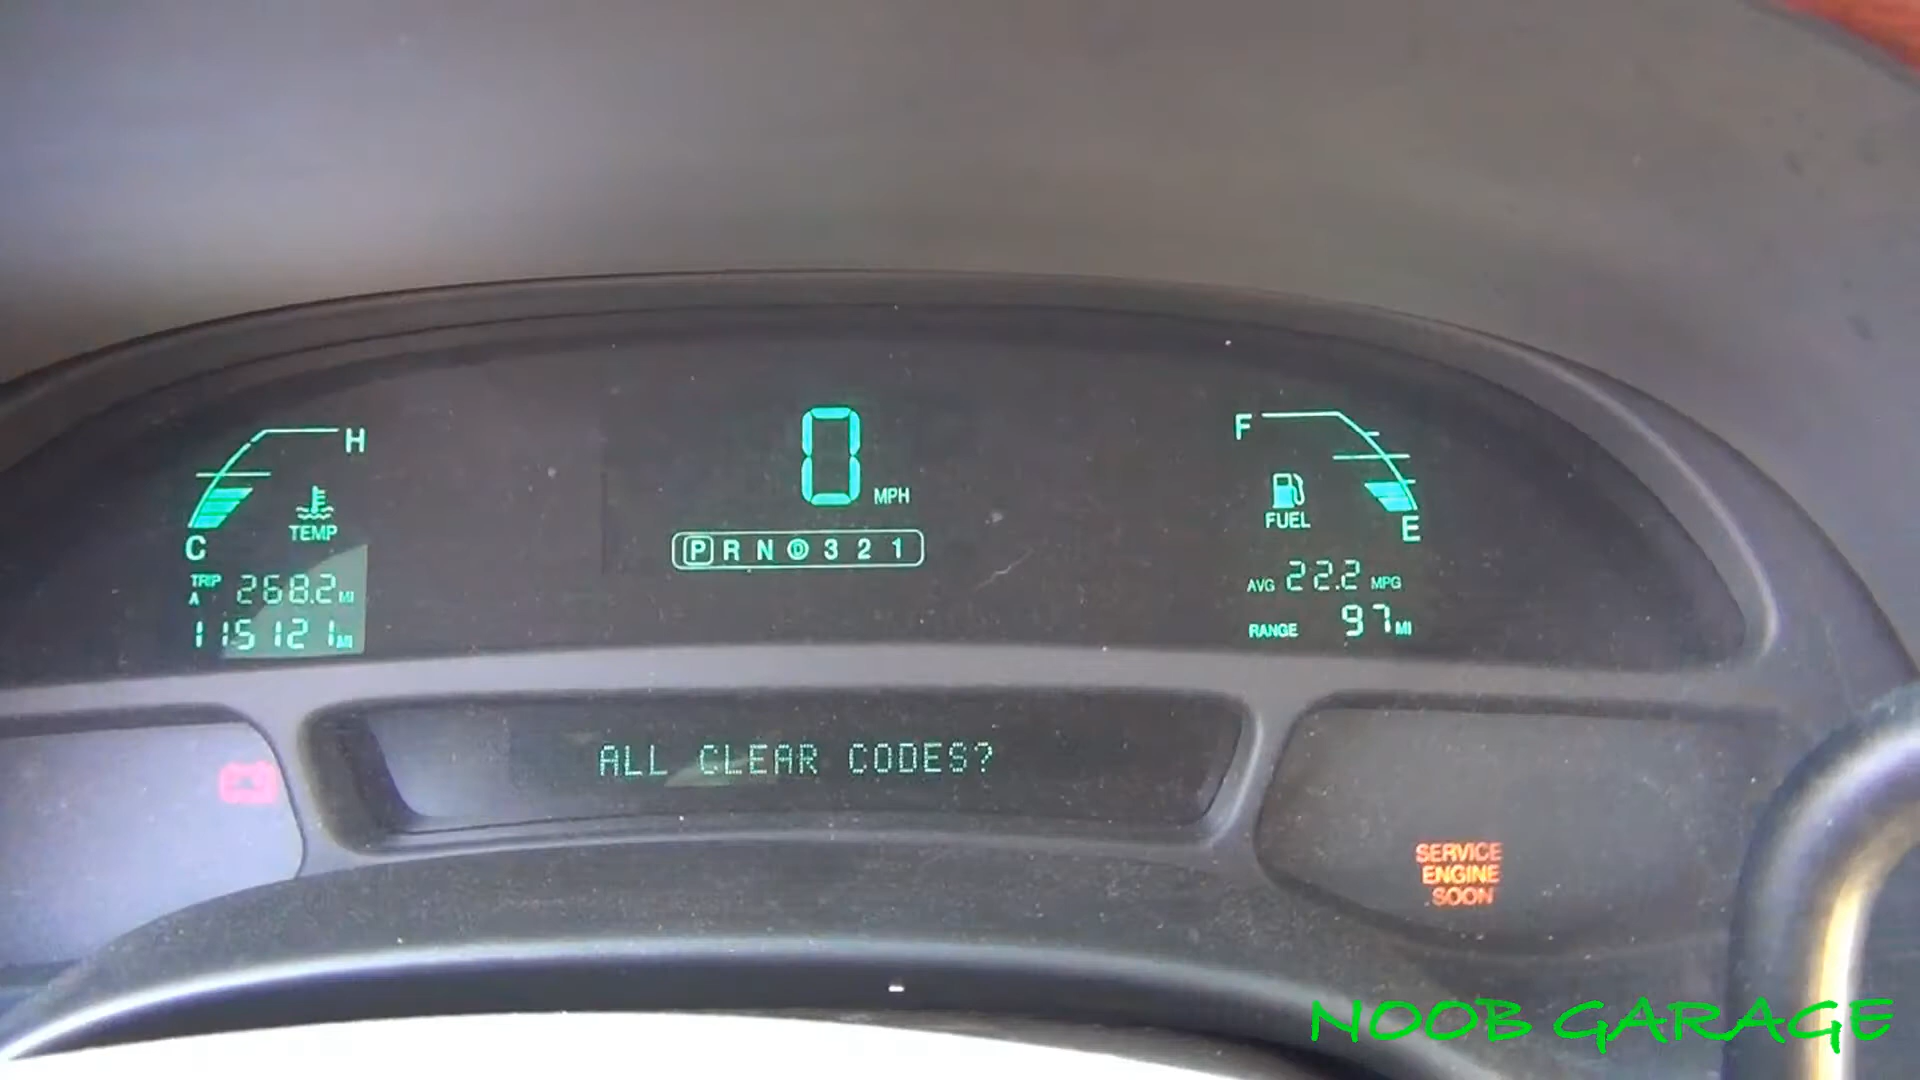 H
C
TEMP
TRIP A 268.2 MI
115121 MI
0 MPH
P R N D 3 2 1
F
E
FUEL
AVG 22.2 MPG
RANGE 97 MI
ALL CLEAR CODES?
SERVICE
ENGINE
SOON
NOOB GARAGE